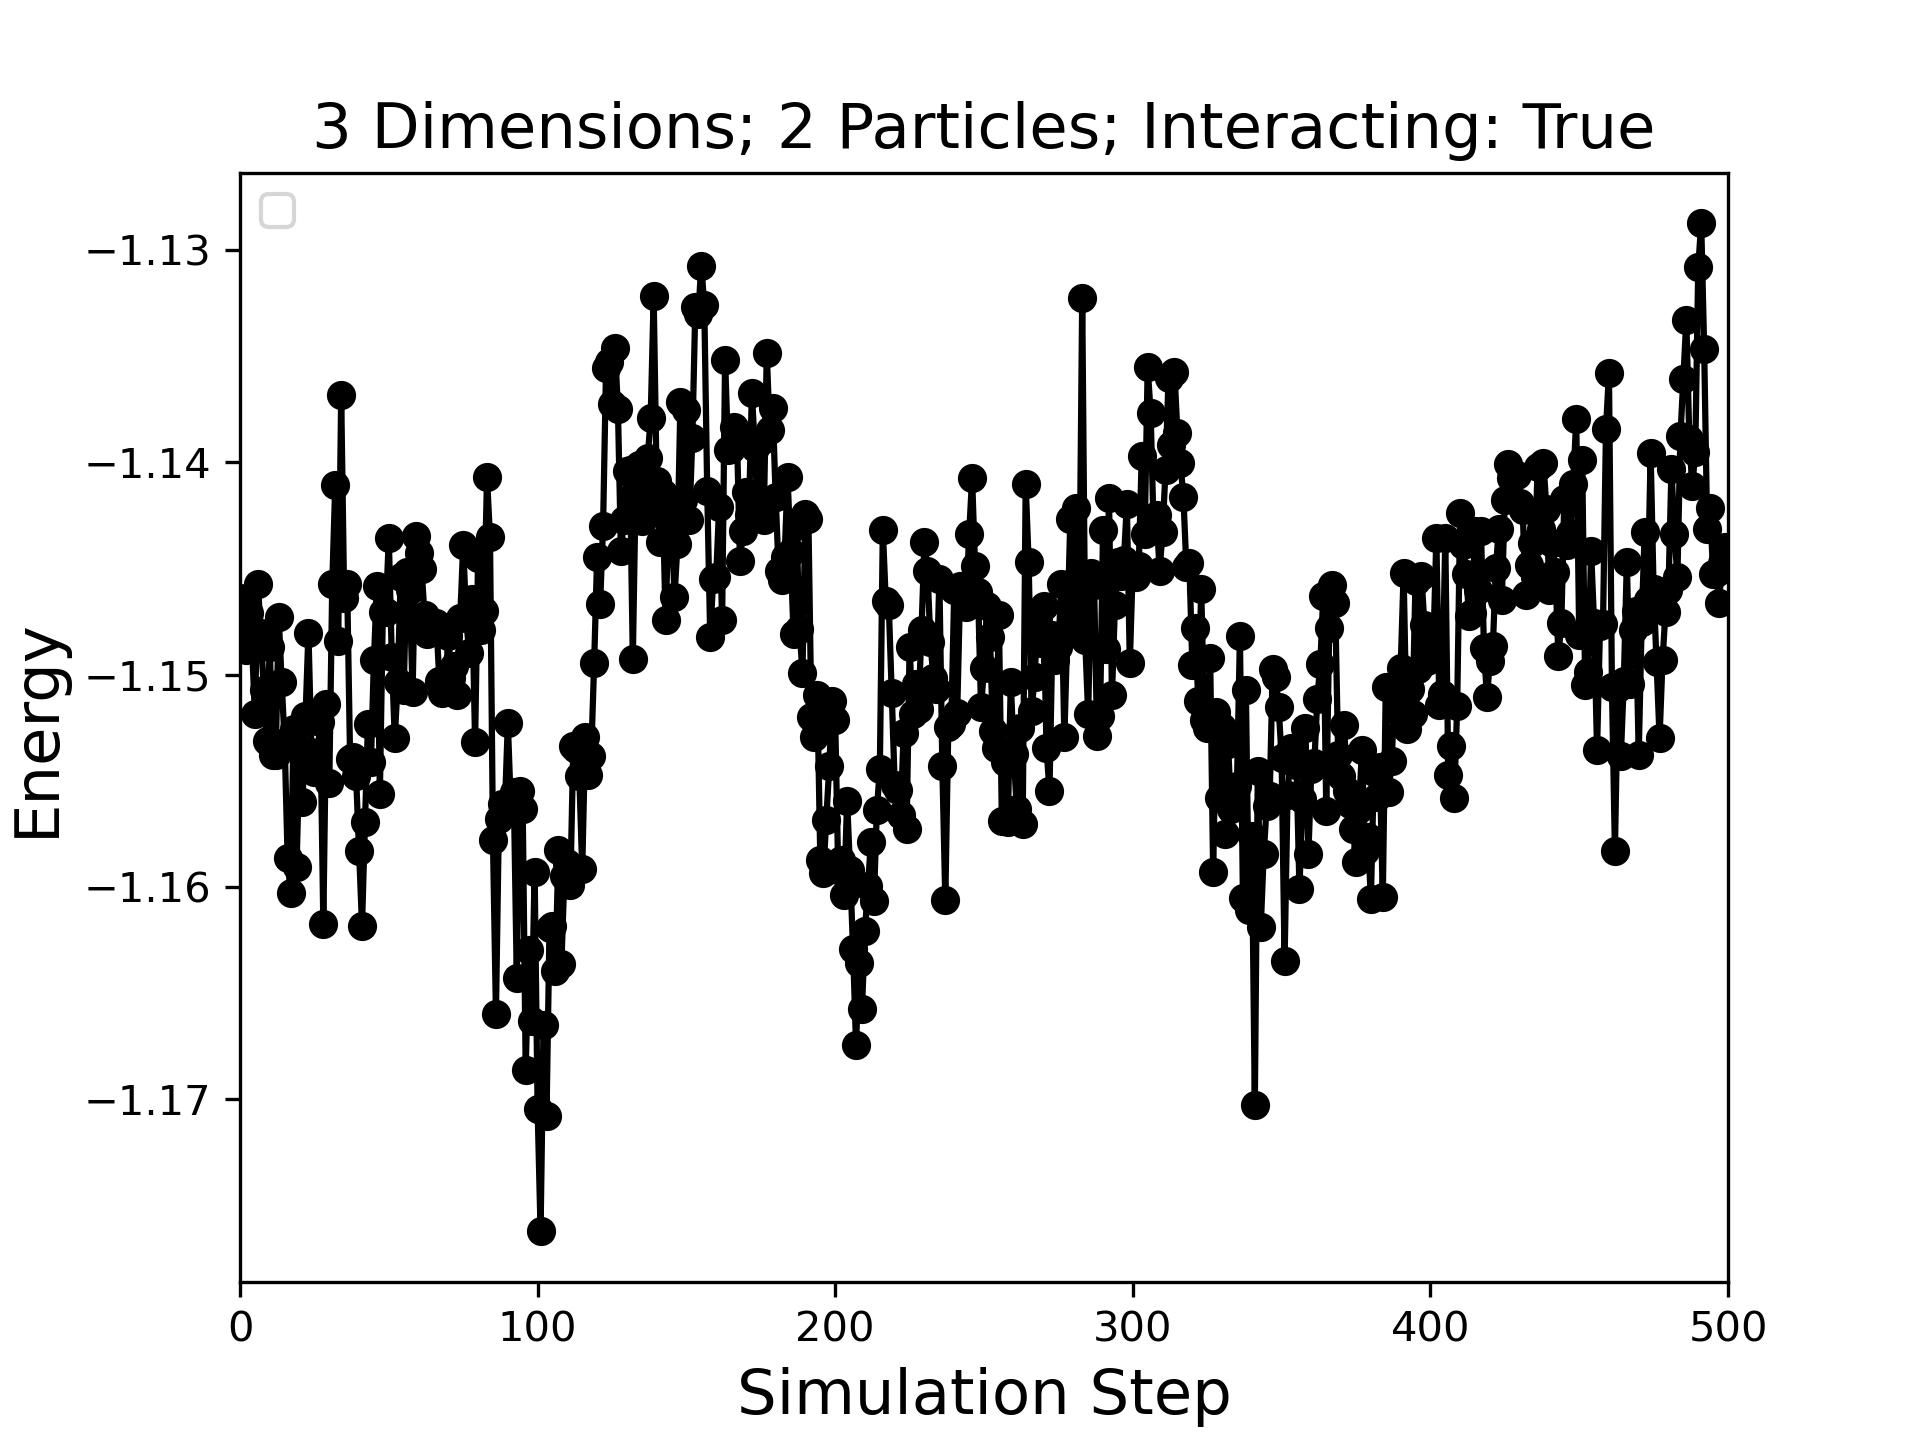 3 Dimensions; 2 Particles; Interacting: True
Energy
−1.13
−1.14
−1.15
−1.16
−1.17
0 100 200 300 400 500
Simulation Step